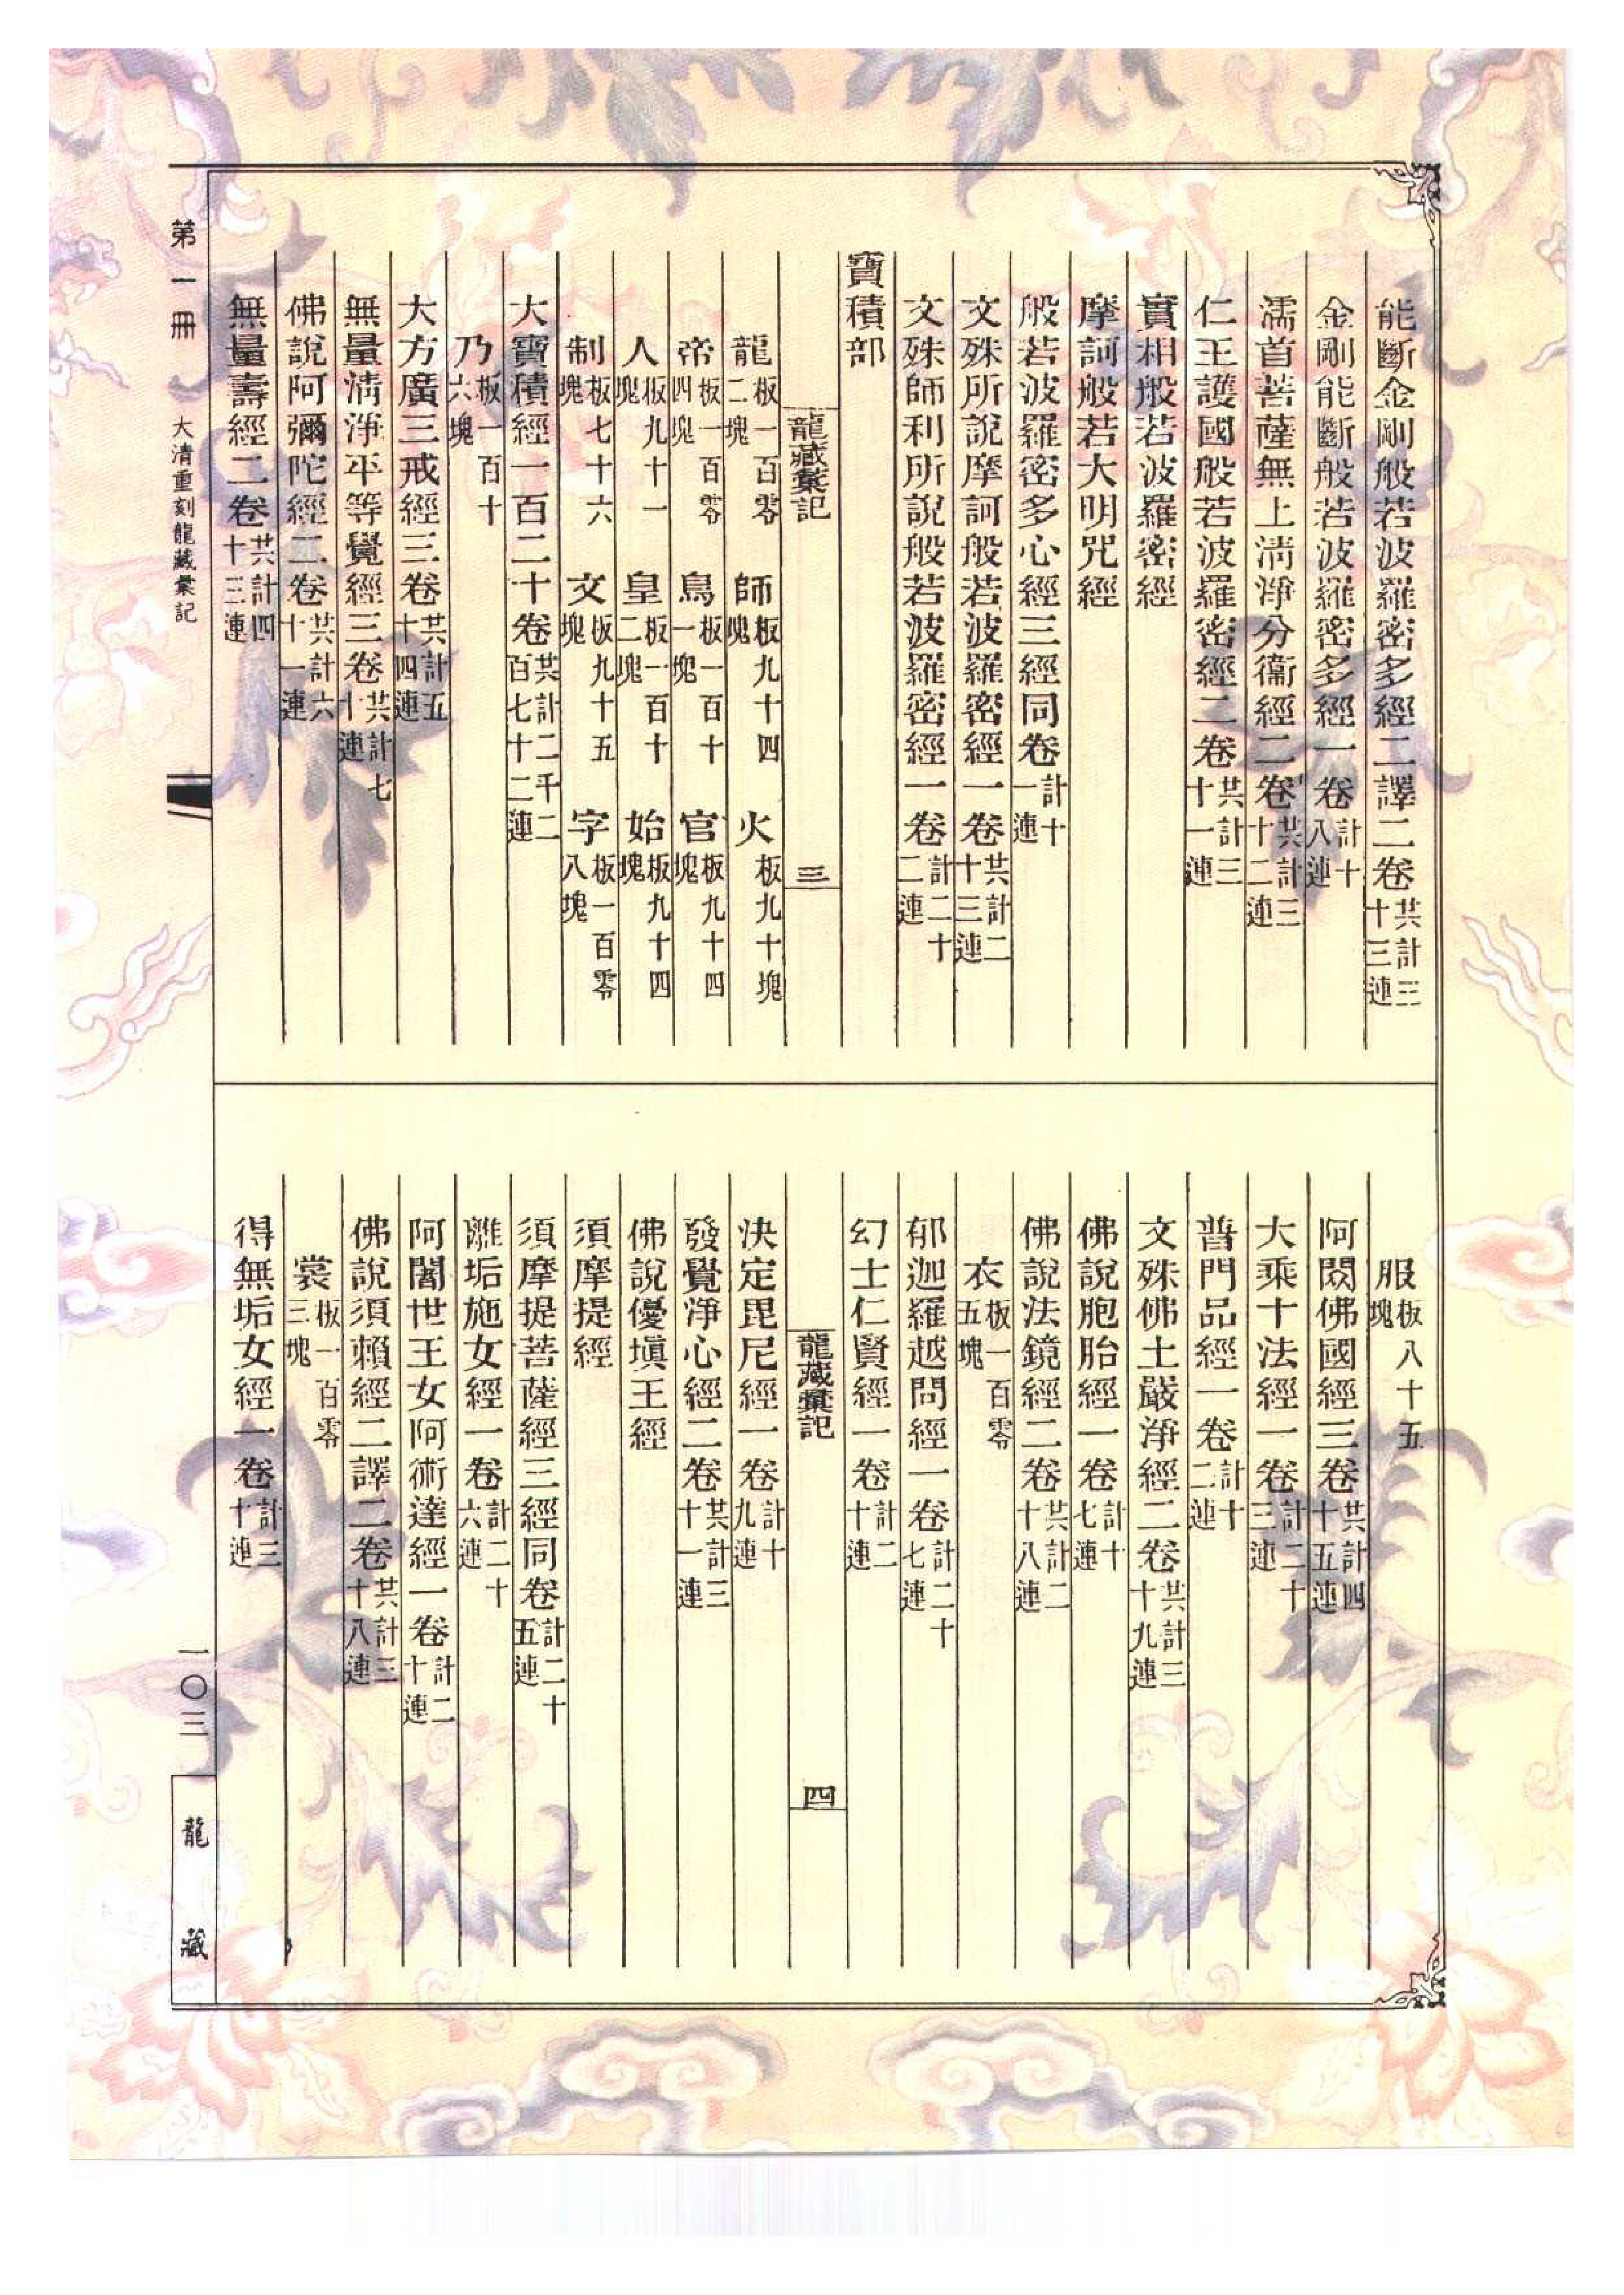 能斷金剛般若波羅密多經二譯二卷共計三十三連
金剛能斷般若波羅密多經一卷計十八連
濡首菩薩無上淸淨分衞經二卷共計三十二連
仁王護國般若波羅密經二卷共計三十一連
實相般若波羅密經
摩訶般若大明咒經
般若波羅密多心經三經同卷計十一連
文殊所說摩訶般若波羅密經一卷共計二十三連
文殊師利所說般若波羅密經一卷計二十二連
寶積部
龍藏彙記 三
龍板一百零二塊 師板九十四塊 火板九十塊
帝板一百零四塊 鳥板一百十一塊 官板九十四塊
人板九十一塊 皇板一百十二塊 始板九十四塊
制板七十六塊 文板九十五塊 字板一百零八塊
大寶積經一百二十卷共計二千二百七十二連
乃板一百十六塊
大方廣三戒經三卷共計五十四連
無量淸淨平等覺經三卷共計七十連
佛說阿彌陀經二卷共計六十一連
無量壽經二卷共計四十三連
服板八十五塊
阿閦佛國經三卷共計四十五連
大乘十法經一卷計二十三連
普門品經一卷計十二連
文殊佛土嚴淨經二卷共計三十九連
佛說胞胎經一卷計十七連
佛說法鏡經二卷共計二十八連
衣板一百零五塊
郁迦羅越問經一卷計二十七連
幻士仁賢經一卷計二十連
龍藏彙記 四
決定毘尼經一卷計十九連
發覺淨心經二卷共計三十一連
佛說優塡王經
須摩提經
須摩提菩薩經三經同卷計二十五連
離垢施女經一卷計二十六連
阿闍世王女阿術達經一卷計二十連
佛說須賴經二譯二卷共計三十八連
裳板一百零三塊
得無垢女經一卷計三十連
第一冊 大清重刻龍藏彙記
一〇三
龍藏